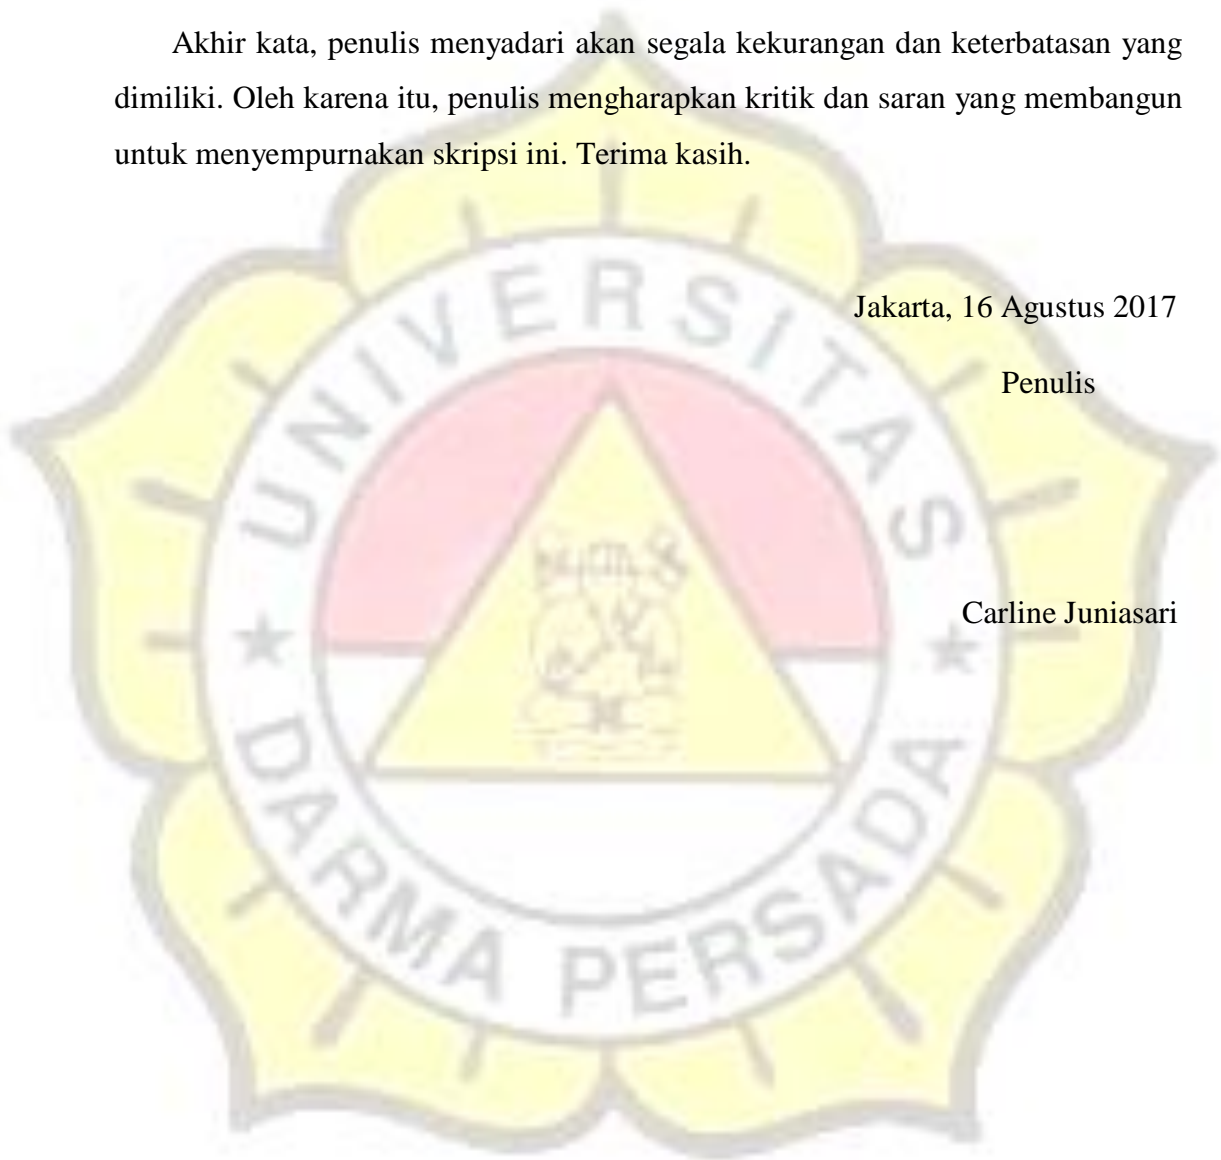 Akhir kata, penulis menyadari akan segala kekurangan dan keterbatasan yang
dimiliki. Oleh karena itu, penulis mengharapkan kritik dan saran yang membangun
untuk menyempurnakan skripsi ini. Terima kasih.
Jakarta, 16 Agustus 2017
Penulis
Carline Juniasari
UNIVERSITAS
DARMA PERSADA